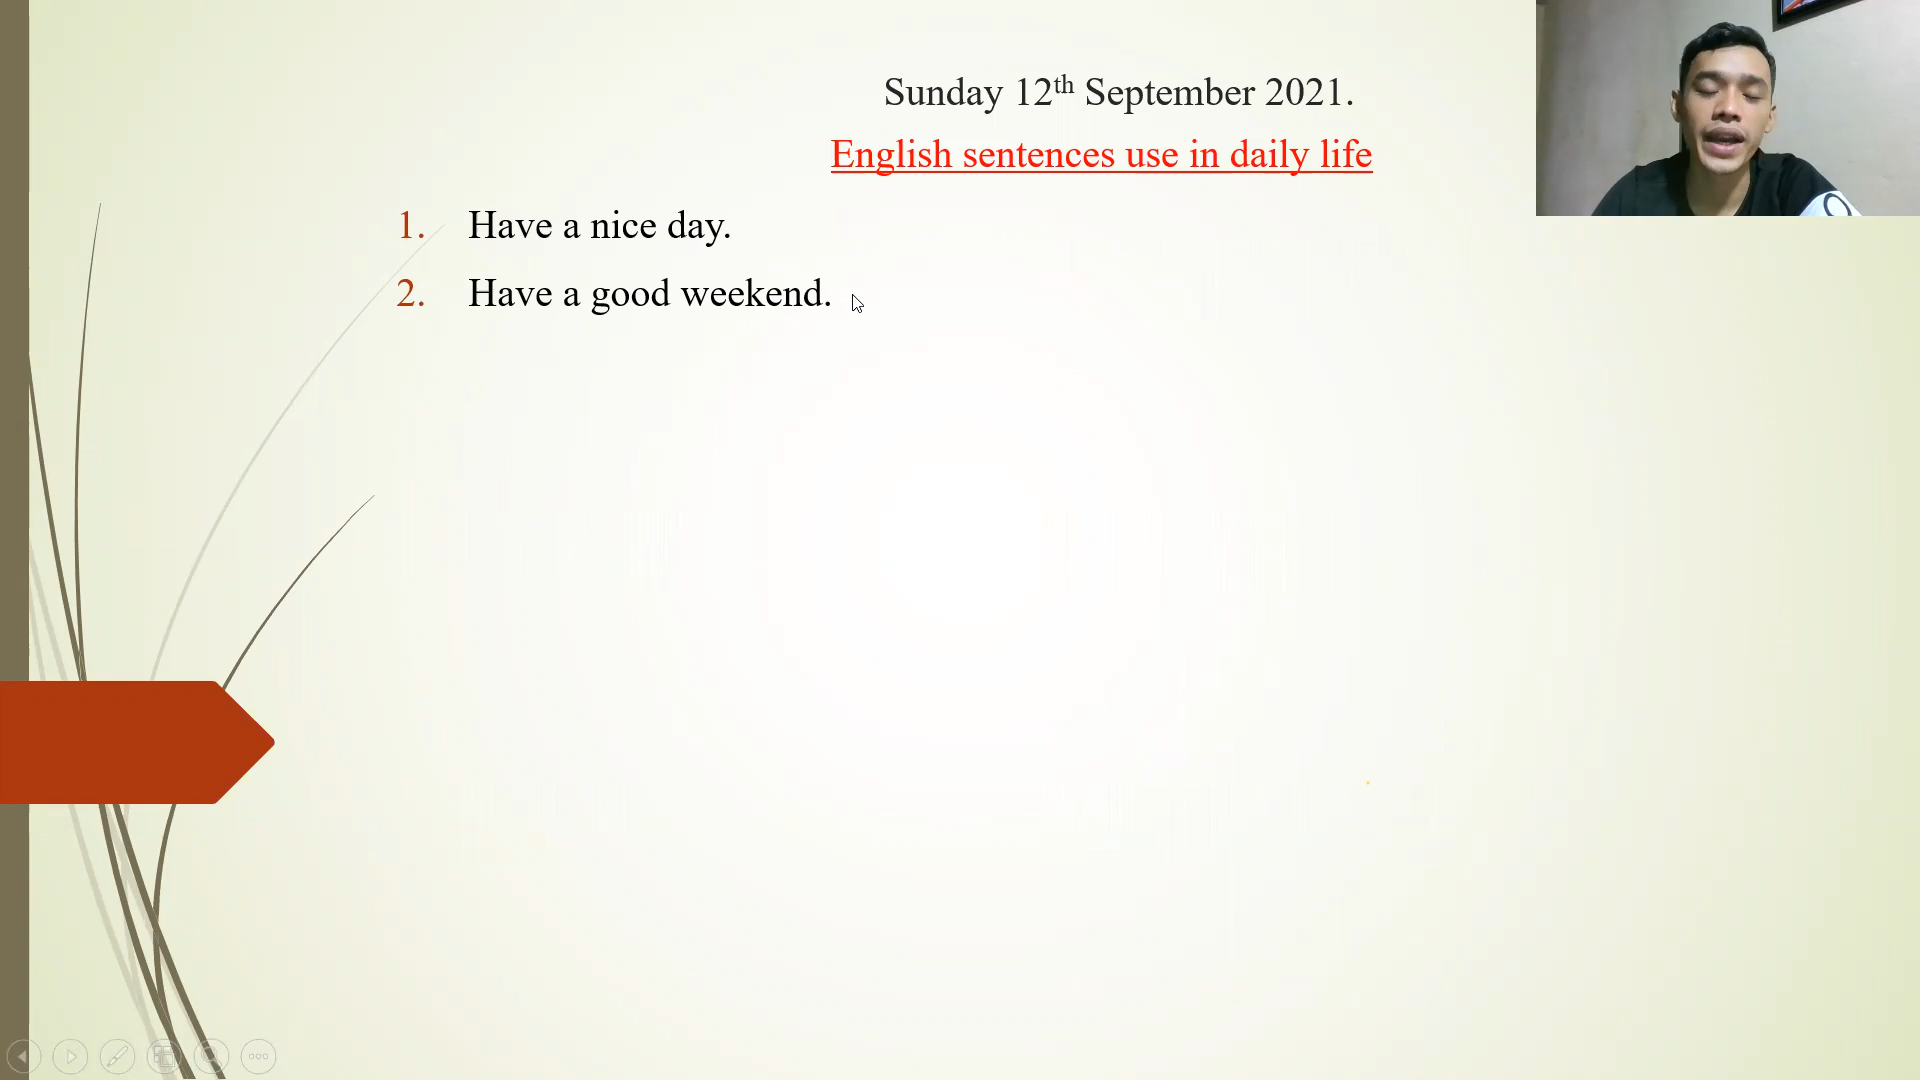 Sunday 12th September 2021.
English sentences use in daily life
1. Have a nice day.
2. Have a good weekend.